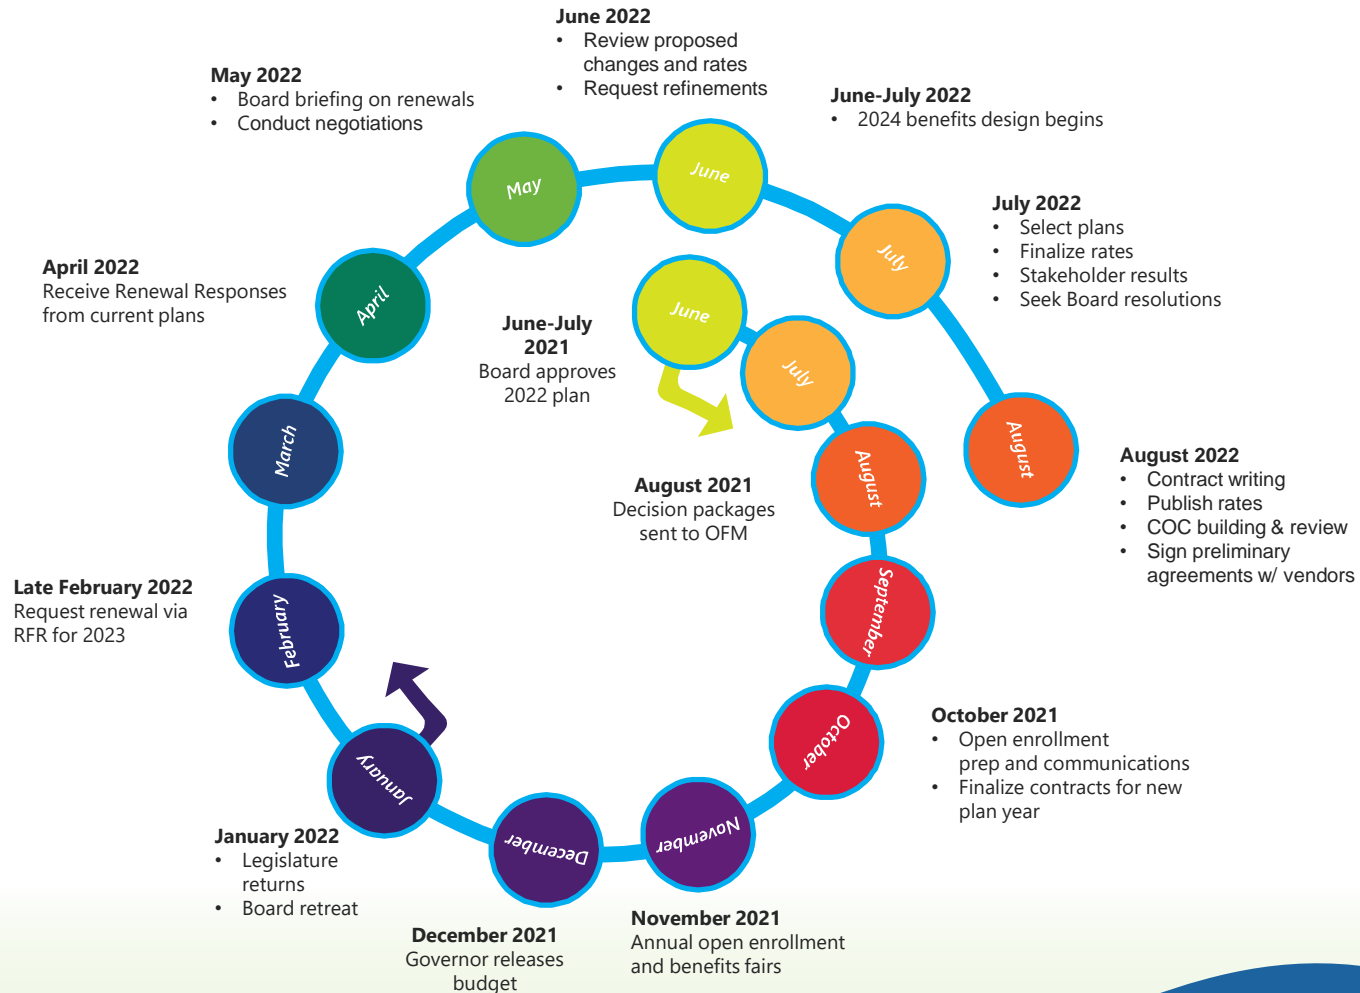 June 2022
• Review proposed
changes and rates
• Request refinements
May 2022
• Board briefing on renewals
• Conduct negotiations
June-July 2022
• 2024 benefits design begins
July 2022
• Select plans
• Finalize rates
• Stakeholder results
• Seek Board resolutions
April 2022
Receive Renewal Responses
from current plans
June-July
2021
Board approves
2022 plan
August 2021
Decision packages
sent to OFM
August 2022
• Contract writing
• Publish rates
• COC building & review
• Sign preliminary
agreements w/ vendors
Late February 2022
Request renewal via
RFR for 2023
October 2021
• Open enrollment
prep and communications
• Finalize contracts for new
plan year
January 2022
• Legislature
returns
• Board retreat
December 2021
Governor releases
budget
November 2021
Annual open enrollment
and benefits fairs
June
July
August
September
October
November
December
January
February
March
April
May
June
July
August